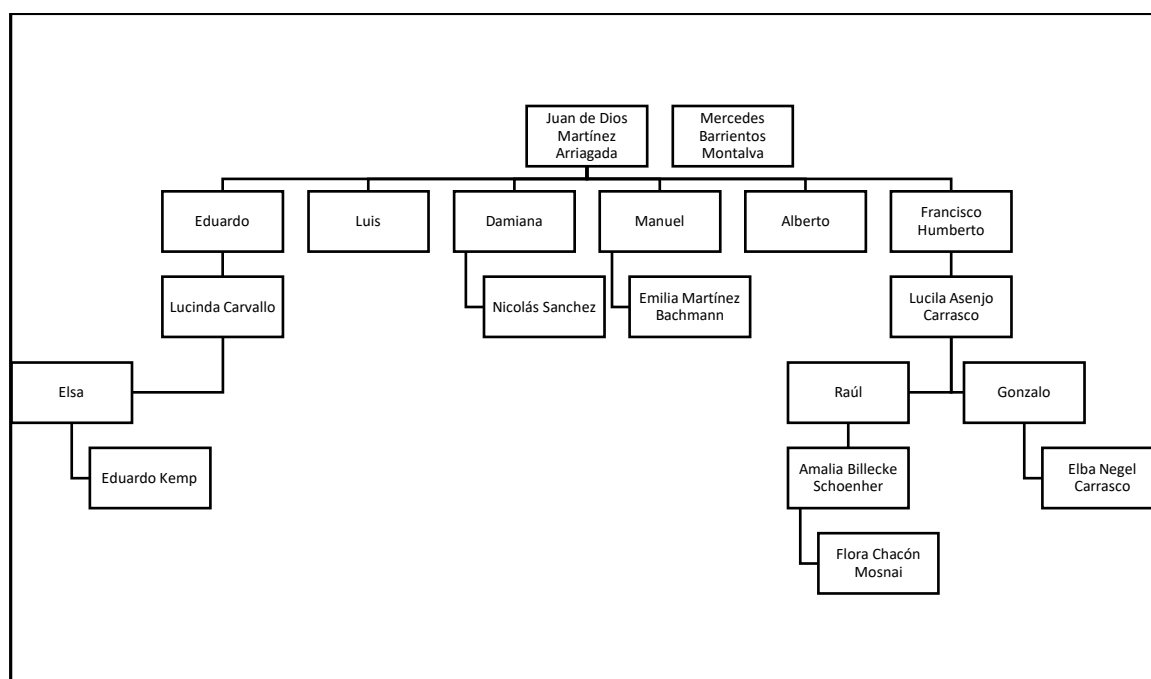 Juan de Dios
Martínez
Arriagada
Mercedes
Barrientos
Montalva
Eduardo
Luis
Damiana
Manuel
Alberto
Francisco
Humberto
Lucinda Carvallo
Nicolás Sanchez
Emilia Martínez
Bachmann
Lucila Asenjo
Carrasco
Elsa
Raúl
Gonzalo
Eduardo Kemp
Amalia Billecke
Schoenher
Elba Negel
Carrasco
Flora Chacón
Mosnai